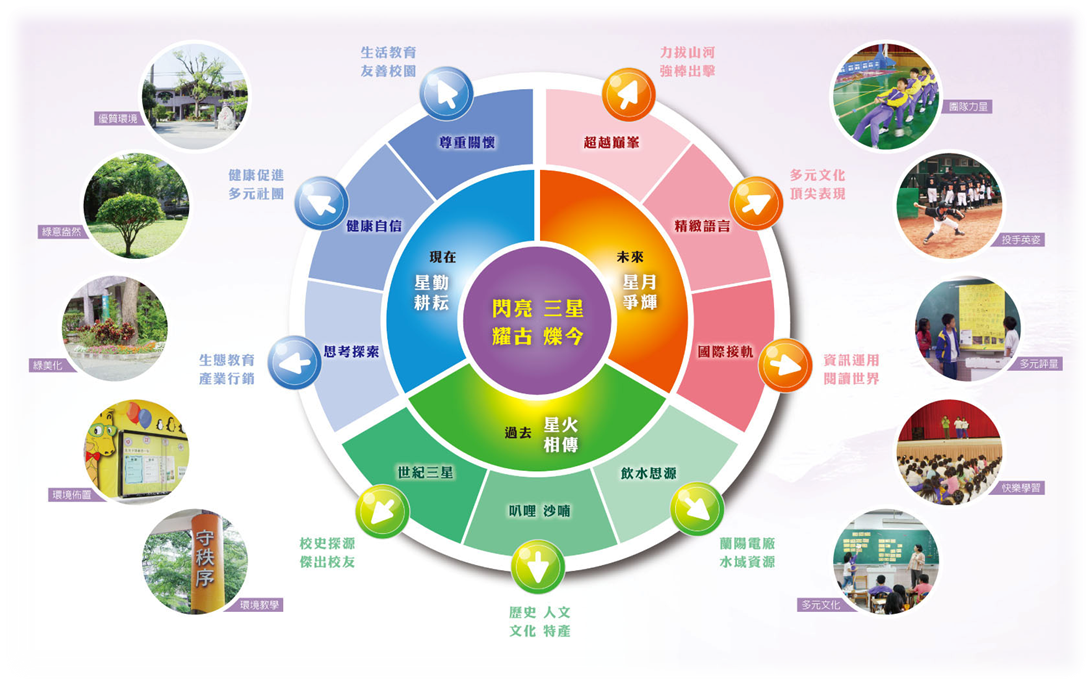 生活教育
友善校園
力拔山河
強棒出擊
優質環境
團隊力量
尊重關懷
超越巔峯
健康促進
多元社團
多元文化
頂尖表現
綠意盎然
健康自信
精緻語言
投手英姿
現在
星勤
耕耘
未來
星月
爭輝
閃亮 三星
耀古 爍今
思考探索
國際接軌
生態教育
產業行銷
資訊運用
閱讀世界
綠美化
多元評量
過去
星火
相傳
世紀三星
飲水思源
叭哩 沙喃
環境佈置
快樂學習
校史探源
傑出校友
蘭陽電廠
水域資源
守秩序
環境教學
多元文化
歷史 人文
文化 特產